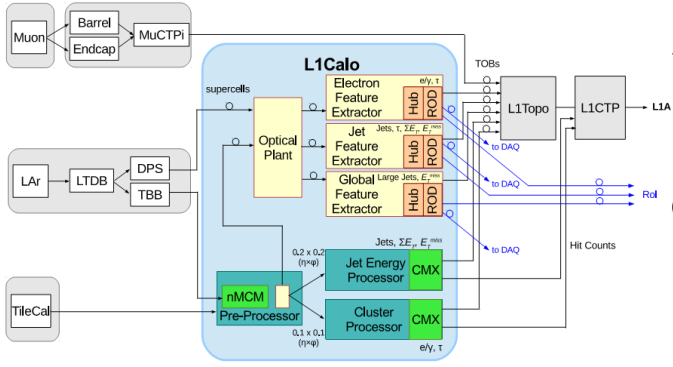 Muon
Barrel
Endcap
MuCTPi
L1Calo
TOBs
supercells
Electron
Feature
Extractor
e/γ, τ
Hub
ROD
L1Topo
L1CTP
L1A
Optical
Plant
Jet
Feature
Extractor
Jets, τ, ΣE_T, E_T^miss
Hub
ROD
to DAQ
LAr
LTDB
DPS
TBB
Global
Feature
Extractor
Large Jets, E_T^miss
Hub
ROD
to DAQ
RoI
to DAQ
Hit Counts
Jets, ΣE_T, E_T^miss
0.2 x 0.2
(η×φ)
Jet Energy
Processor
CMX
nMCM
Pre-Processor
TileCal
Cluster
Processor
CMX
0.1 x 0.1
(η×φ)
e/γ, τ